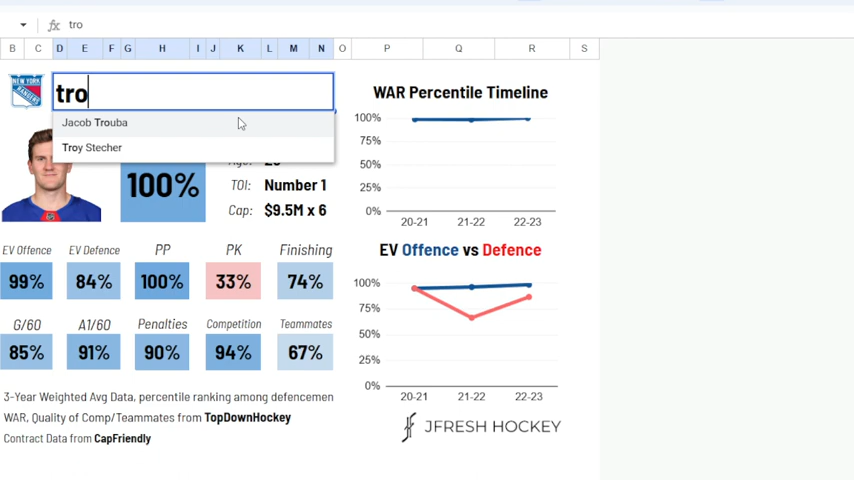 fx tro
B C D E F G H I J K L M N O P Q R S
NEW YORK
RANGERS
tro
Jacob Trouba
Troy Stecher
100%
TOI: Number 1
Cap: $9.5M x 6
EV Offence EV Defence PP PK Finishing
99% 84% 100% 33% 74%
G/60 A1/60 Penalties Competition Teammates
85% 91% 90% 94% 67%
3-Year Weighted Avg Data, percentile ranking among defencemen
WAR, Quality of Comp/Teammates from TopDownHockey
Contract Data from CapFriendly
WAR Percentile Timeline
100%
75%
50%
25%
0%
20-21 21-22 22-23
EV Offence vs Defence
100%
75%
50%
25%
0%
20-21 21-22 22-23
JFRESH HOCKEY